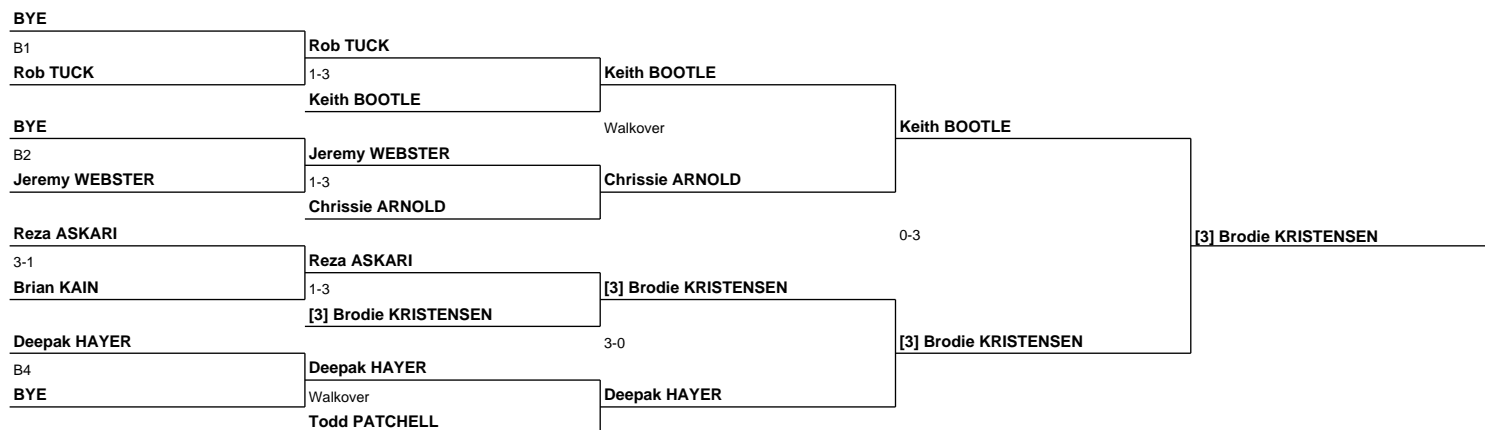 BYE
B1
Rob TUCK
Rob TUCK
1-3
Keith BOOTLE
Keith BOOTLE
BYE
B2
Jeremy WEBSTER
Jeremy WEBSTER
1-3
Chrissie ARNOLD
Walkover
Chrissie ARNOLD
Keith BOOTLE
Reza ASKARI
3-1
Brian KAIN
Reza ASKARI
1-3
[3] Brodie KRISTENSEN
[3] Brodie KRISTENSEN
Deepak HAYER
B4
BYE
Deepak HAYER
Walkover
Todd PATCHELL
3-0
Deepak HAYER
[3] Brodie KRISTENSEN
0-3
[3] Brodie KRISTENSEN